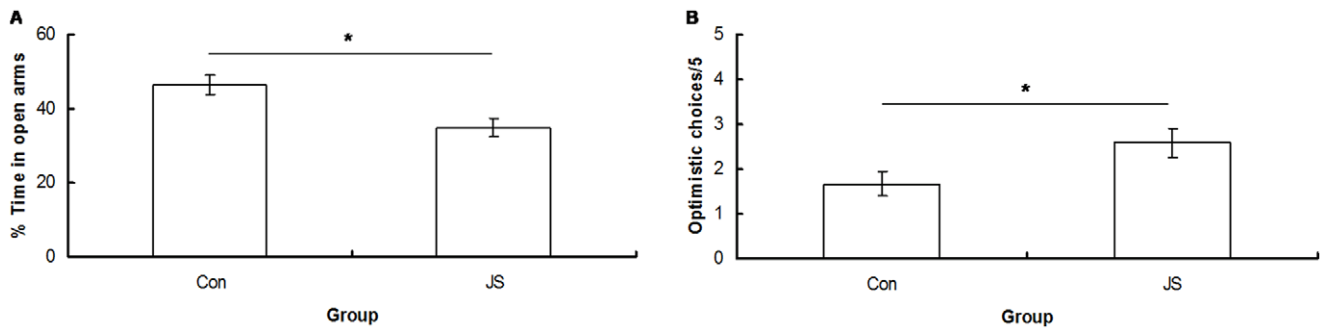 A
% Time in open arms
60
40
20
0
*
Con
JS
Group
B
Optimistic choices/5
5
4
3
2
1
0
*
Con
JS
Group